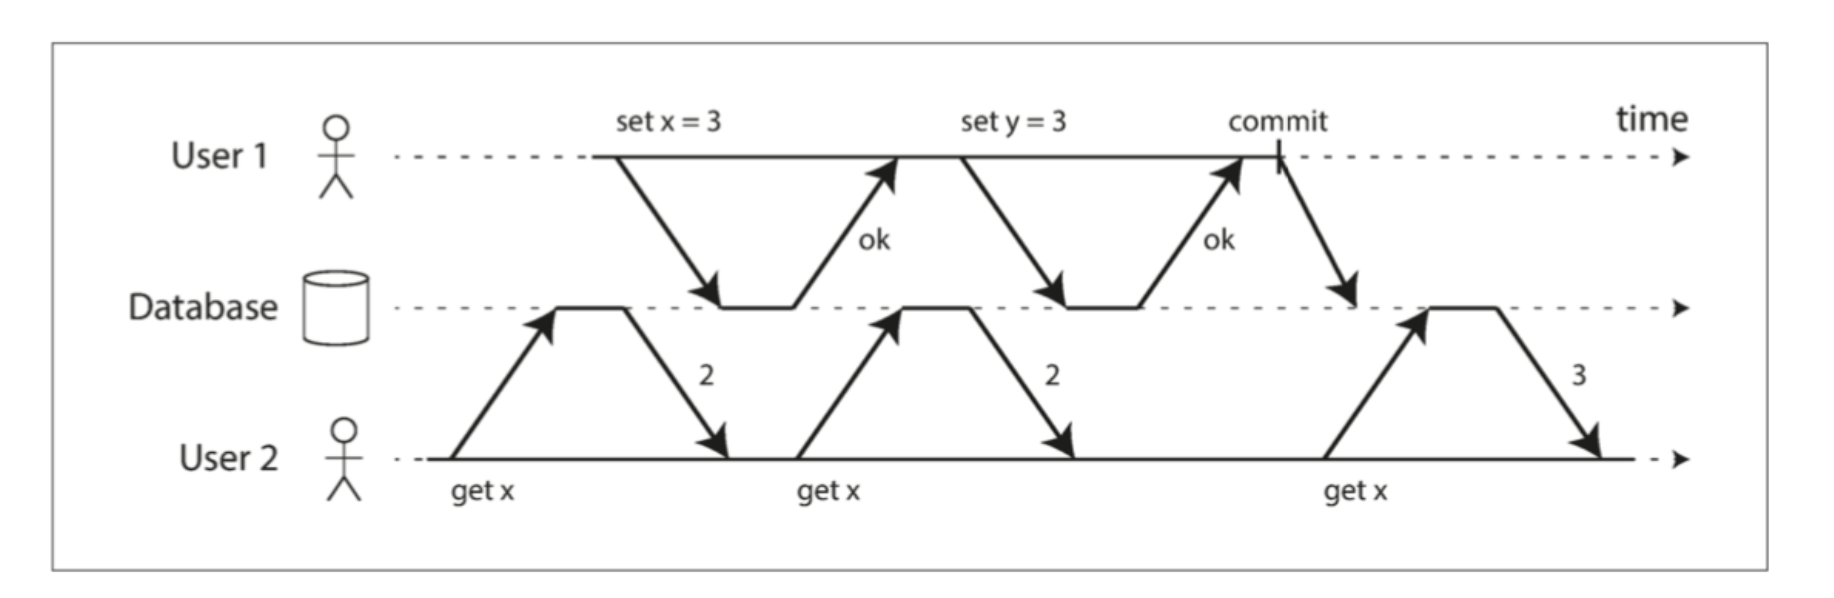 set x = 3
set y = 3
commit
time
User 1
ok
ok
Database
2
2
3
User 2
get x
get x
get x